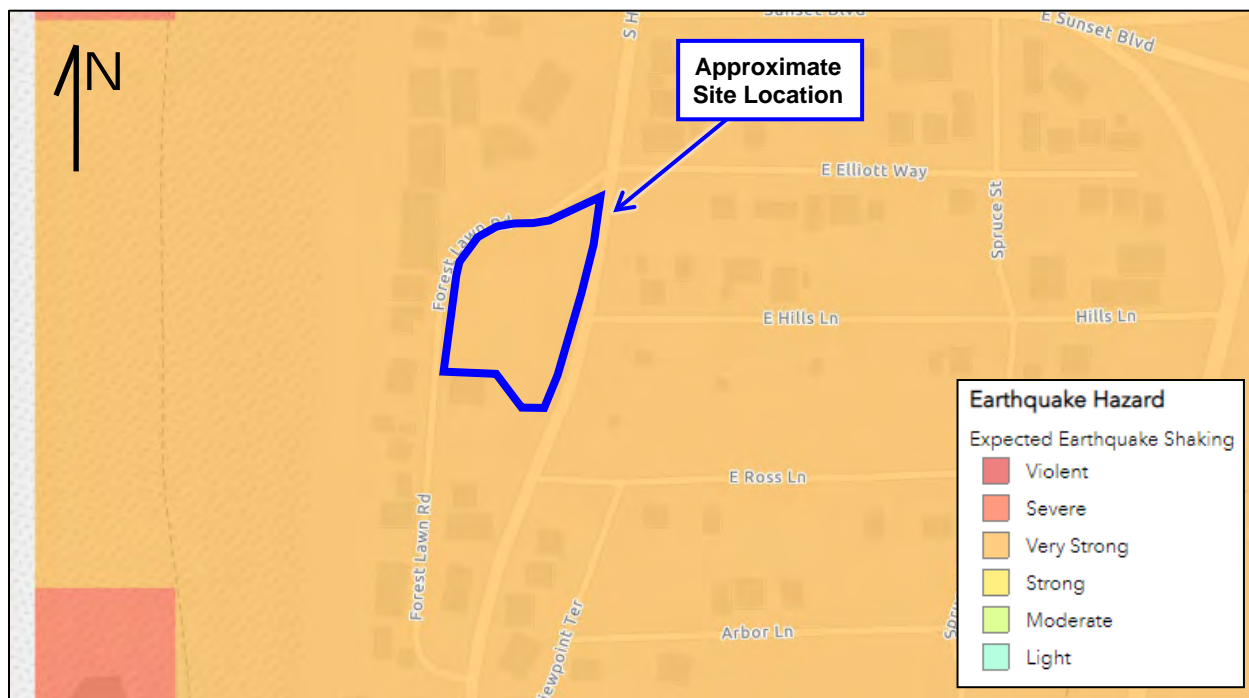 Sunset Blvd
E Sunset Blvd
S H
N
Approximate
Site Location
E Elliott Way
Spruce St
Forest Lawn Rd
E Hills Ln
Hills Ln
Earthquake Hazard
Expected Earthquake Shaking
Violent
Severe
Very Strong
Strong
Moderate
Light
E Ross Ln
Forest Lawn Rd
iewpoint Ter
Arbor Ln
Spru